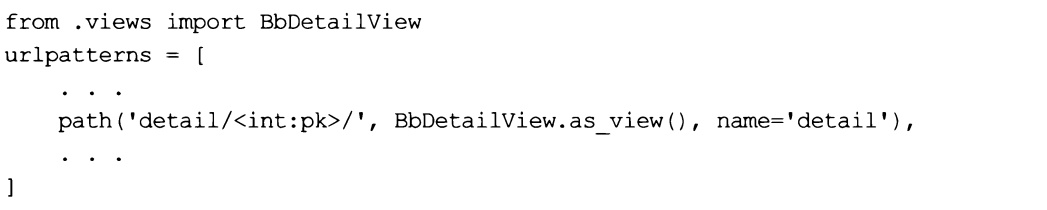 from .views import BbDetailView
urlpatterns = [
    . . .
    path('detail/<int:pk>/', BbDetailView.as_view(), name='detail'),
    . . .
]